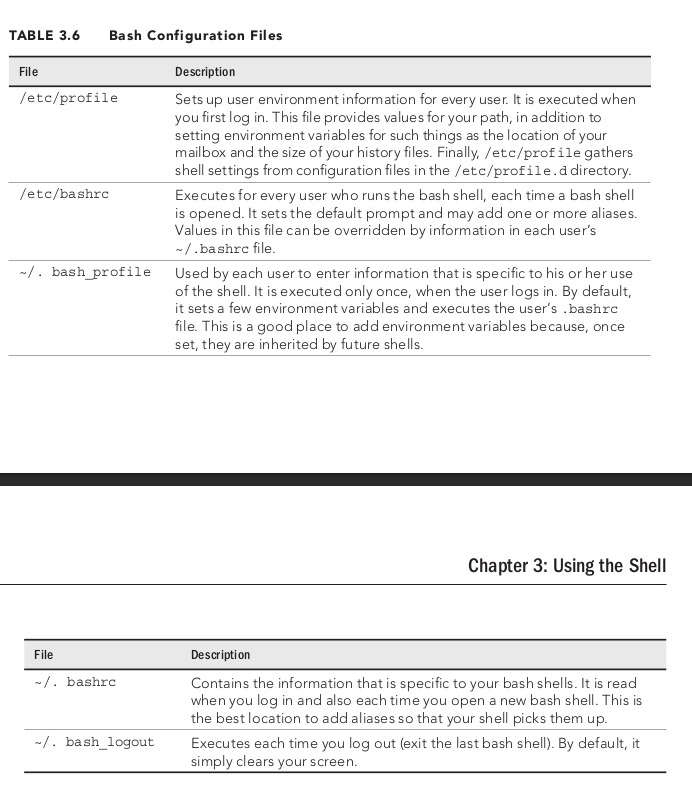 TABLE 3.6 Bash Configuration Files
File Description
/etc/profile Sets up user environment information for every user. It is executed when
you first log in. This file provides values for your path, in addition to
setting environment variables for such things as the location of your
mailbox and the size of your history files. Finally, /etc/profile gathers
shell settings from configuration files in the /etc/profile.d directory.
/etc/bashrc Executes for every user who runs the bash shell, each time a bash shell
is opened. It sets the default prompt and may add one or more aliases.
Values in this file can be overridden by information in each user's
~/.bashrc file.
~/. bash_profile Used by each user to enter information that is specific to his or her use
of the shell. It is executed only once, when the user logs in. By default,
it sets a few environment variables and executes the user's .bashrc
file. This is a good place to add environment variables because, once
set, they are inherited by future shells.
Chapter 3: Using the Shell
File Description
~/. bashrc Contains the information that is specific to your bash shells. It is read
when you log in and also each time you open a new bash shell. This is
the best location to add aliases so that your shell picks them up.
~/. bash_logout Executes each time you log out (exit the last bash shell). By default, it
simply clears your screen.